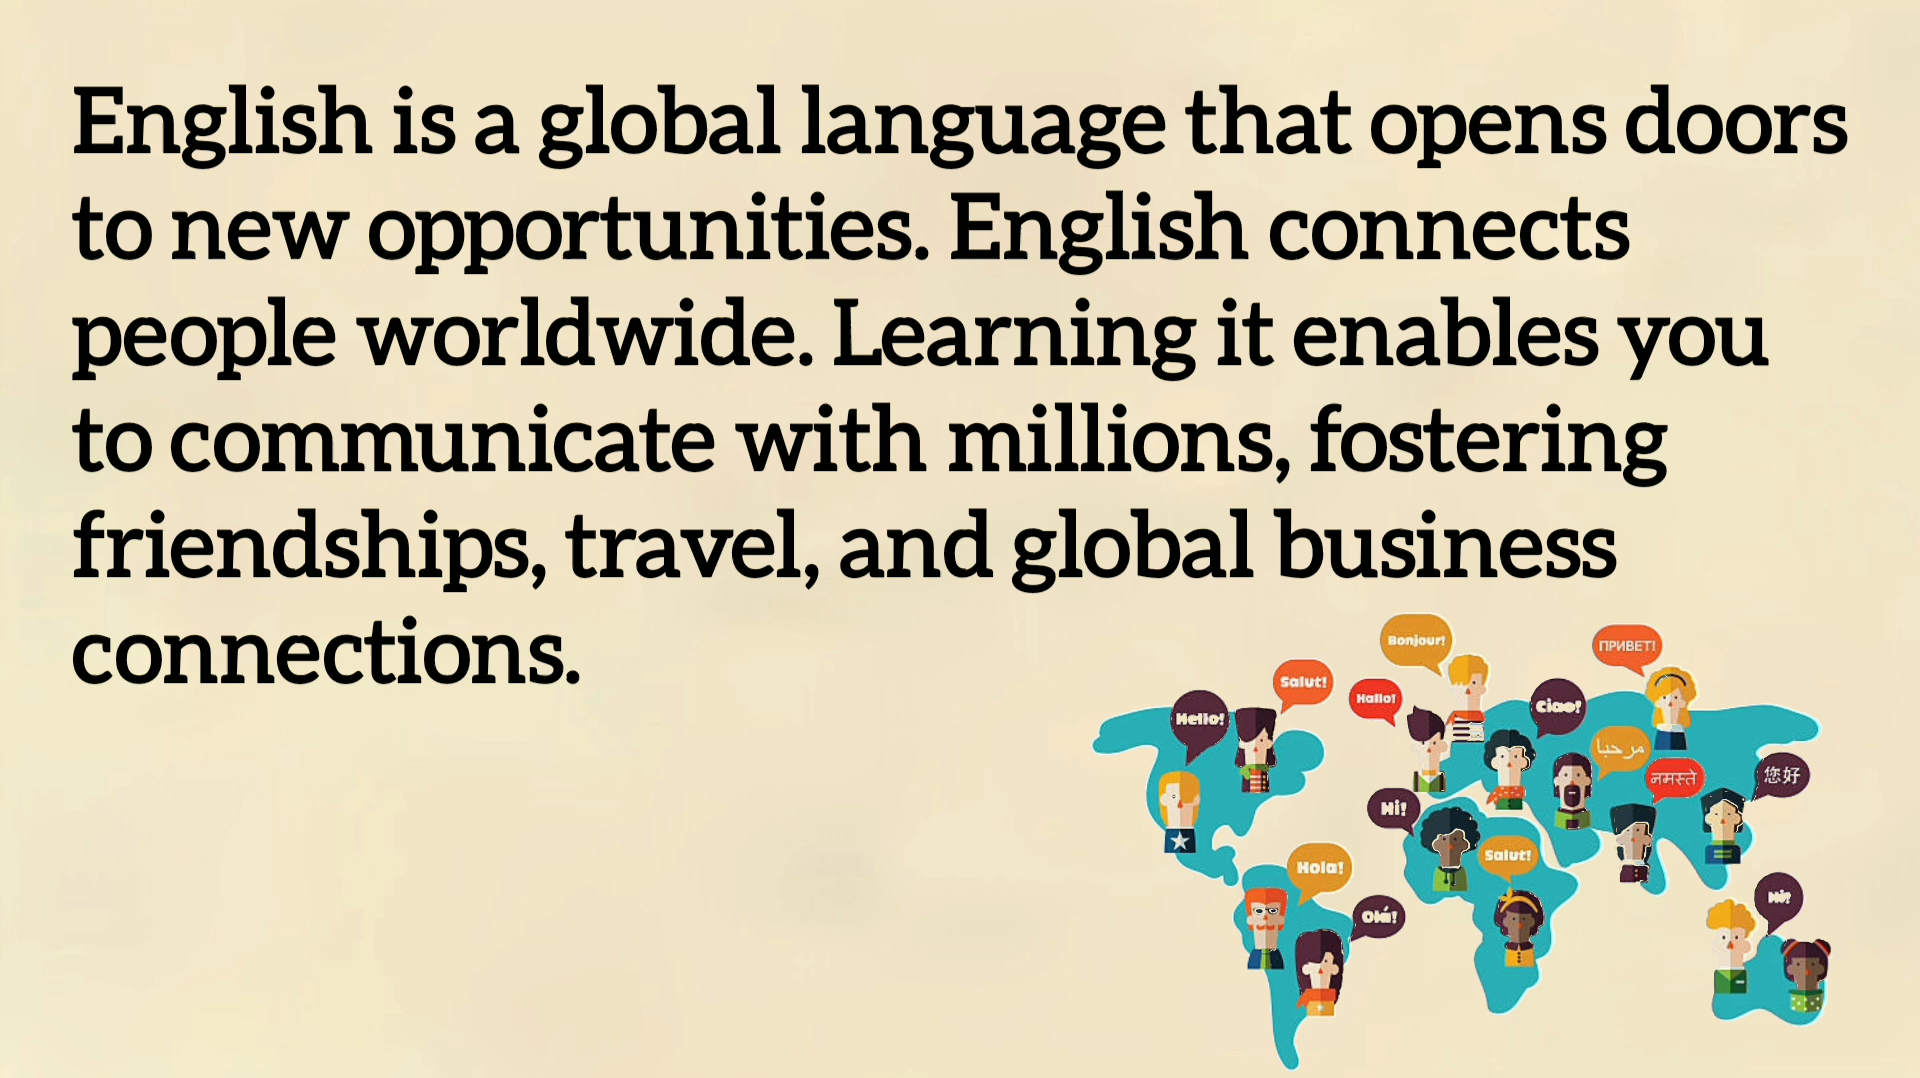 English is a global language that opens doors
to new opportunities. English connects
people worldwide. Learning it enables you
to communicate with millions, fostering
friendships, travel, and global business
connections.
Bonjour!
ПРИВЕТ!
Salut!
Hallo!
Hello!
Ciao!
مرحبا
नमस्ते
您好
Hi!
Salut!
Hola!
Olá!
Hi!